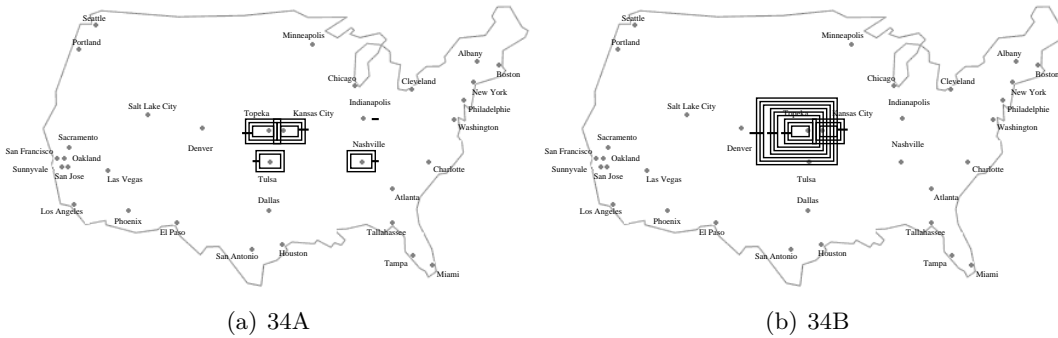 Seattle
Portland
Minneapolis
Albany
Boston
Chicago
Cleveland
New York
Salt Lake City
Topeka
Kansas City
Indianapolis
Philadelphie
Washington
Sacramento
San Francisco
Oakland
Denver
Nashville
Sunnyvale
San Jose
Las Vegas
Tulsa
Charlotte
Los Angeles
Phoenix
Dallas
Atlanta
El Paso
Tallahassee
San Antonio
Houston
Tampa
Miami
(a) 34A
Seattle
Portland
Minneapolis
Albany
Boston
Chicago
Cleveland
New York
Salt Lake City
Topeka
Kansas City
Indianapolis
Philadelphie
Washington
Sacramento
San Francisco
Oakland
Denver
Nashville
Sunnyvale
San Jose
Las Vegas
Tulsa
Charlotte
Los Angeles
Phoenix
Dallas
Atlanta
El Paso
Tallahassee
San Antonio
Houston
Tampa
Miami
(b) 34B